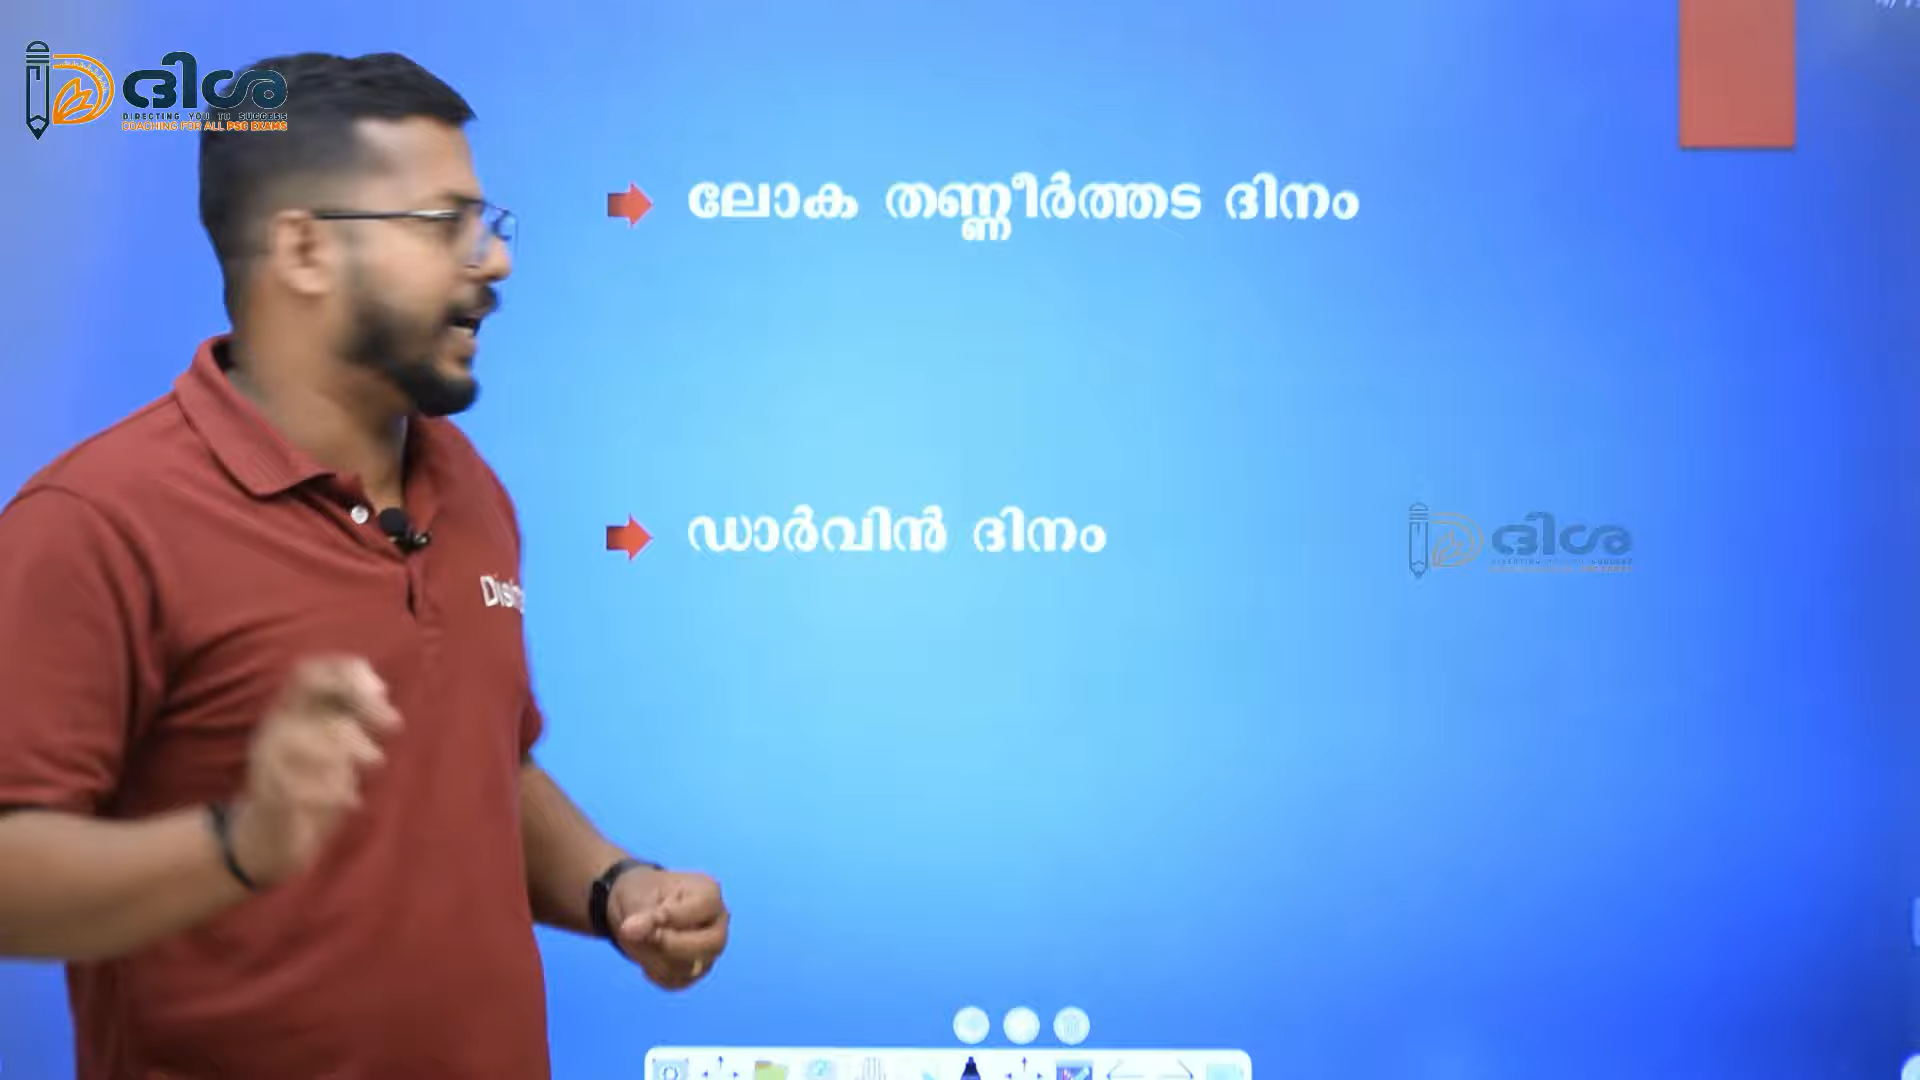 ദിശ
DIRECTING YOU TO SUCCESS
COACHING FOR ALL PSC EXAMS
ലോക തണ്ണീർത്തട ദിനം
ഡാർവിൻ ദിനം
ദിശ